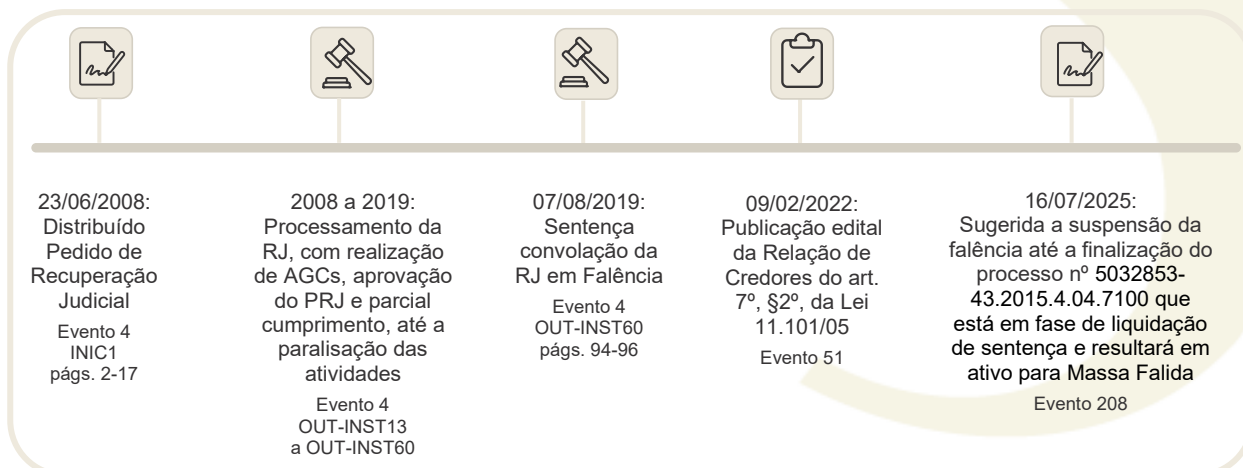 23/06/2008:
Distribuído
Pedido de
Recuperação
Judicial
Evento 4
INIC1
págs. 2-17
2008 a 2019:
Processamento da
RJ, com realização
de AGCs, aprovação
do PRJ e parcial
cumprimento, até a
paralisação das
atividades
Evento 4
OUT-INST13
a OUT-INST60
07/08/2019:
Sentença
convolação da
RJ em Falência
Evento 4
OUT-INST60
págs. 94-96
09/02/2022:
Publicação edital
da Relação de
Credores do art.
7º, §2º, da Lei
11.101/05
Evento 51
16/07/2025:
Sugerida a suspensão da
falência até a finalização do
processo nº 5032853-
43.2015.4.04.7100 que
está em fase de liquidação
de sentença e resultará em
ativo para Massa Falida
Evento 208